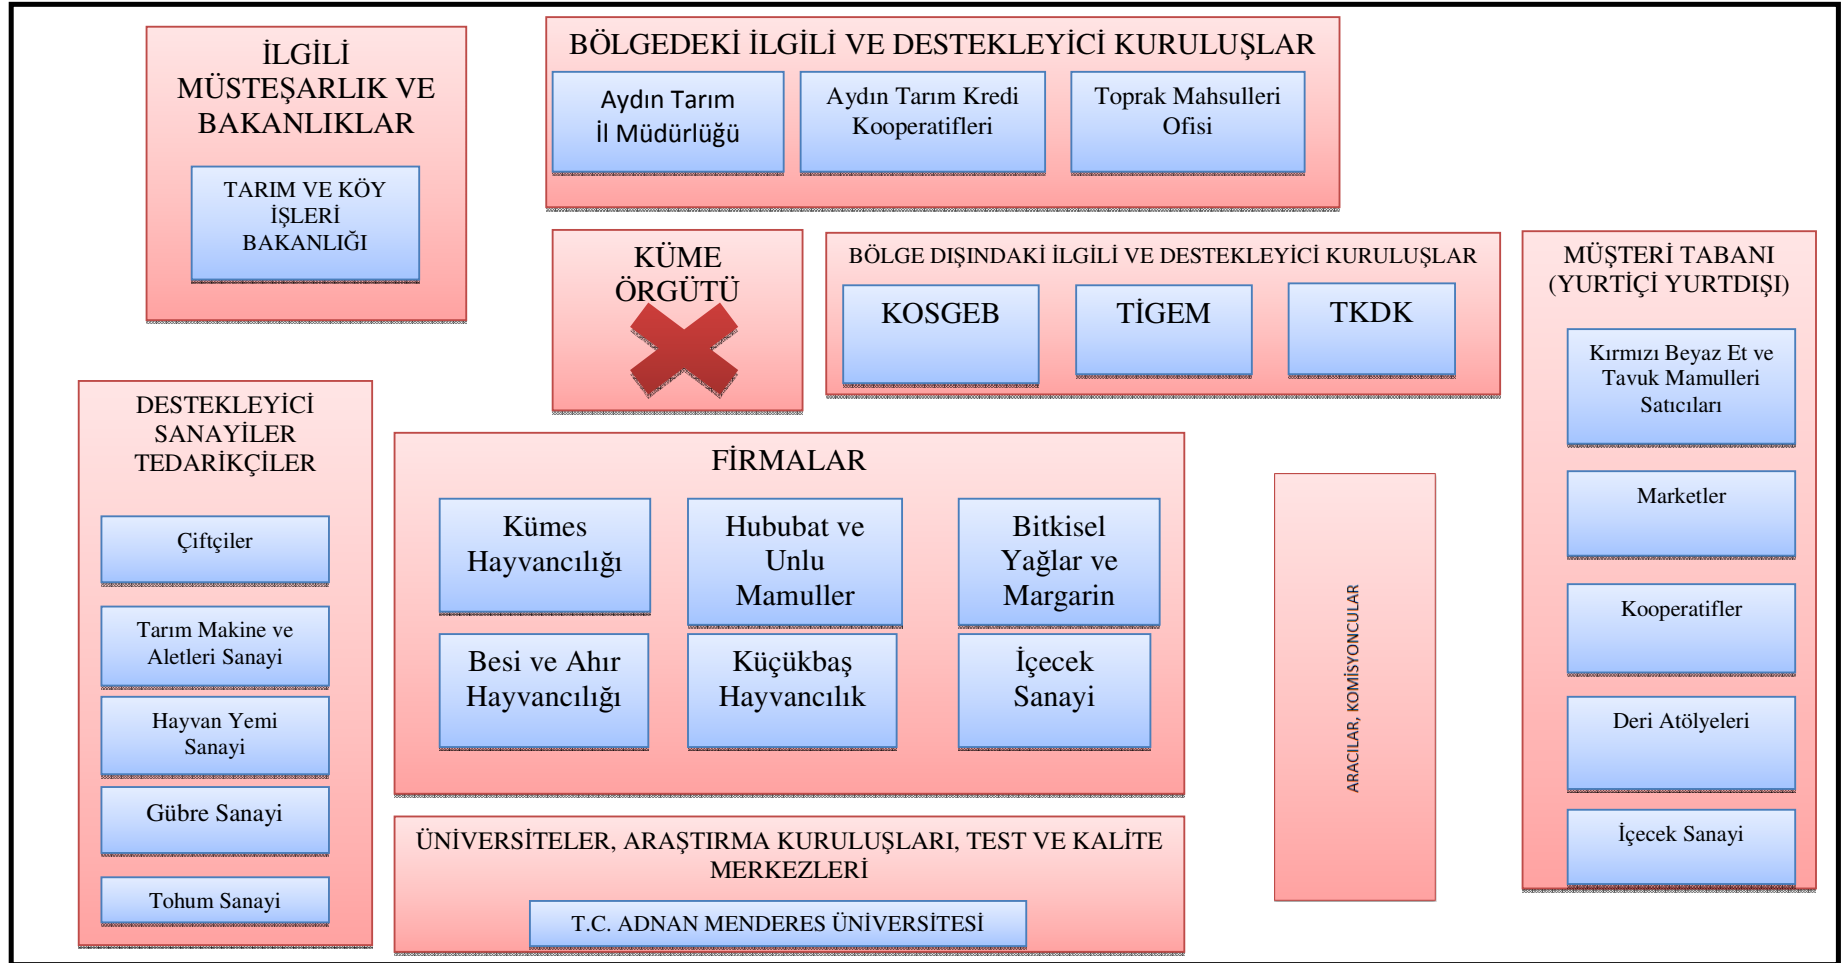 İLGİLİ
MÜSTEŞARLIK VE
BAKANLIKLAR
TARIM VE KÖY
İŞLERİ
BAKANLIĞI
BÖLGEDEKİ İLGİLİ VE DESTEKLEYİCİ KURULUŞLAR
Aydın Tarım
İl Müdürlüğü
Aydın Tarım Kredi
Kooperatifleri
Toprak Mahsulleri
Ofisi
KÜME
ÖRGÜTÜ
BÖLGE DIŞINDAKİ İLGİLİ VE DESTEKLEYİCİ KURULUŞLAR
KOSGEB
TİGEM
TKDK
MÜŞTERİ TABANI
(YURTİÇİ YURTDIŞI)
Kırmızı Beyaz Et ve
Tavuk Mamulleri
Satıcıları
Marketler
Kooperatifler
Deri Atölyeleri
İçecek Sanayi
DESTEKLEYİCİ
SANAYİLER
TEDARİKÇİLER
Çiftçiler
Tarım Makine ve
Aletleri Sanayi
Hayvan Yemi
Sanayi
Gübre Sanayi
Tohum Sanayi
FİRMALAR
Kümes
Hayvancılığı
Hububat ve
Unlu
Mamuller
Bitkisel
Yağlar ve
Margarin
Besi ve Ahır
Hayvancılığı
Küçükbaş
Hayvancılık
İçecek
Sanayi
ARACILAR, KOMİSYONCULAR
ÜNİVERSİTELER, ARAŞTIRMA KURULUŞLARI, TEST VE KALİTE
MERKEZLERİ
T.C. ADNAN MENDERES ÜNİVERSİTESİ